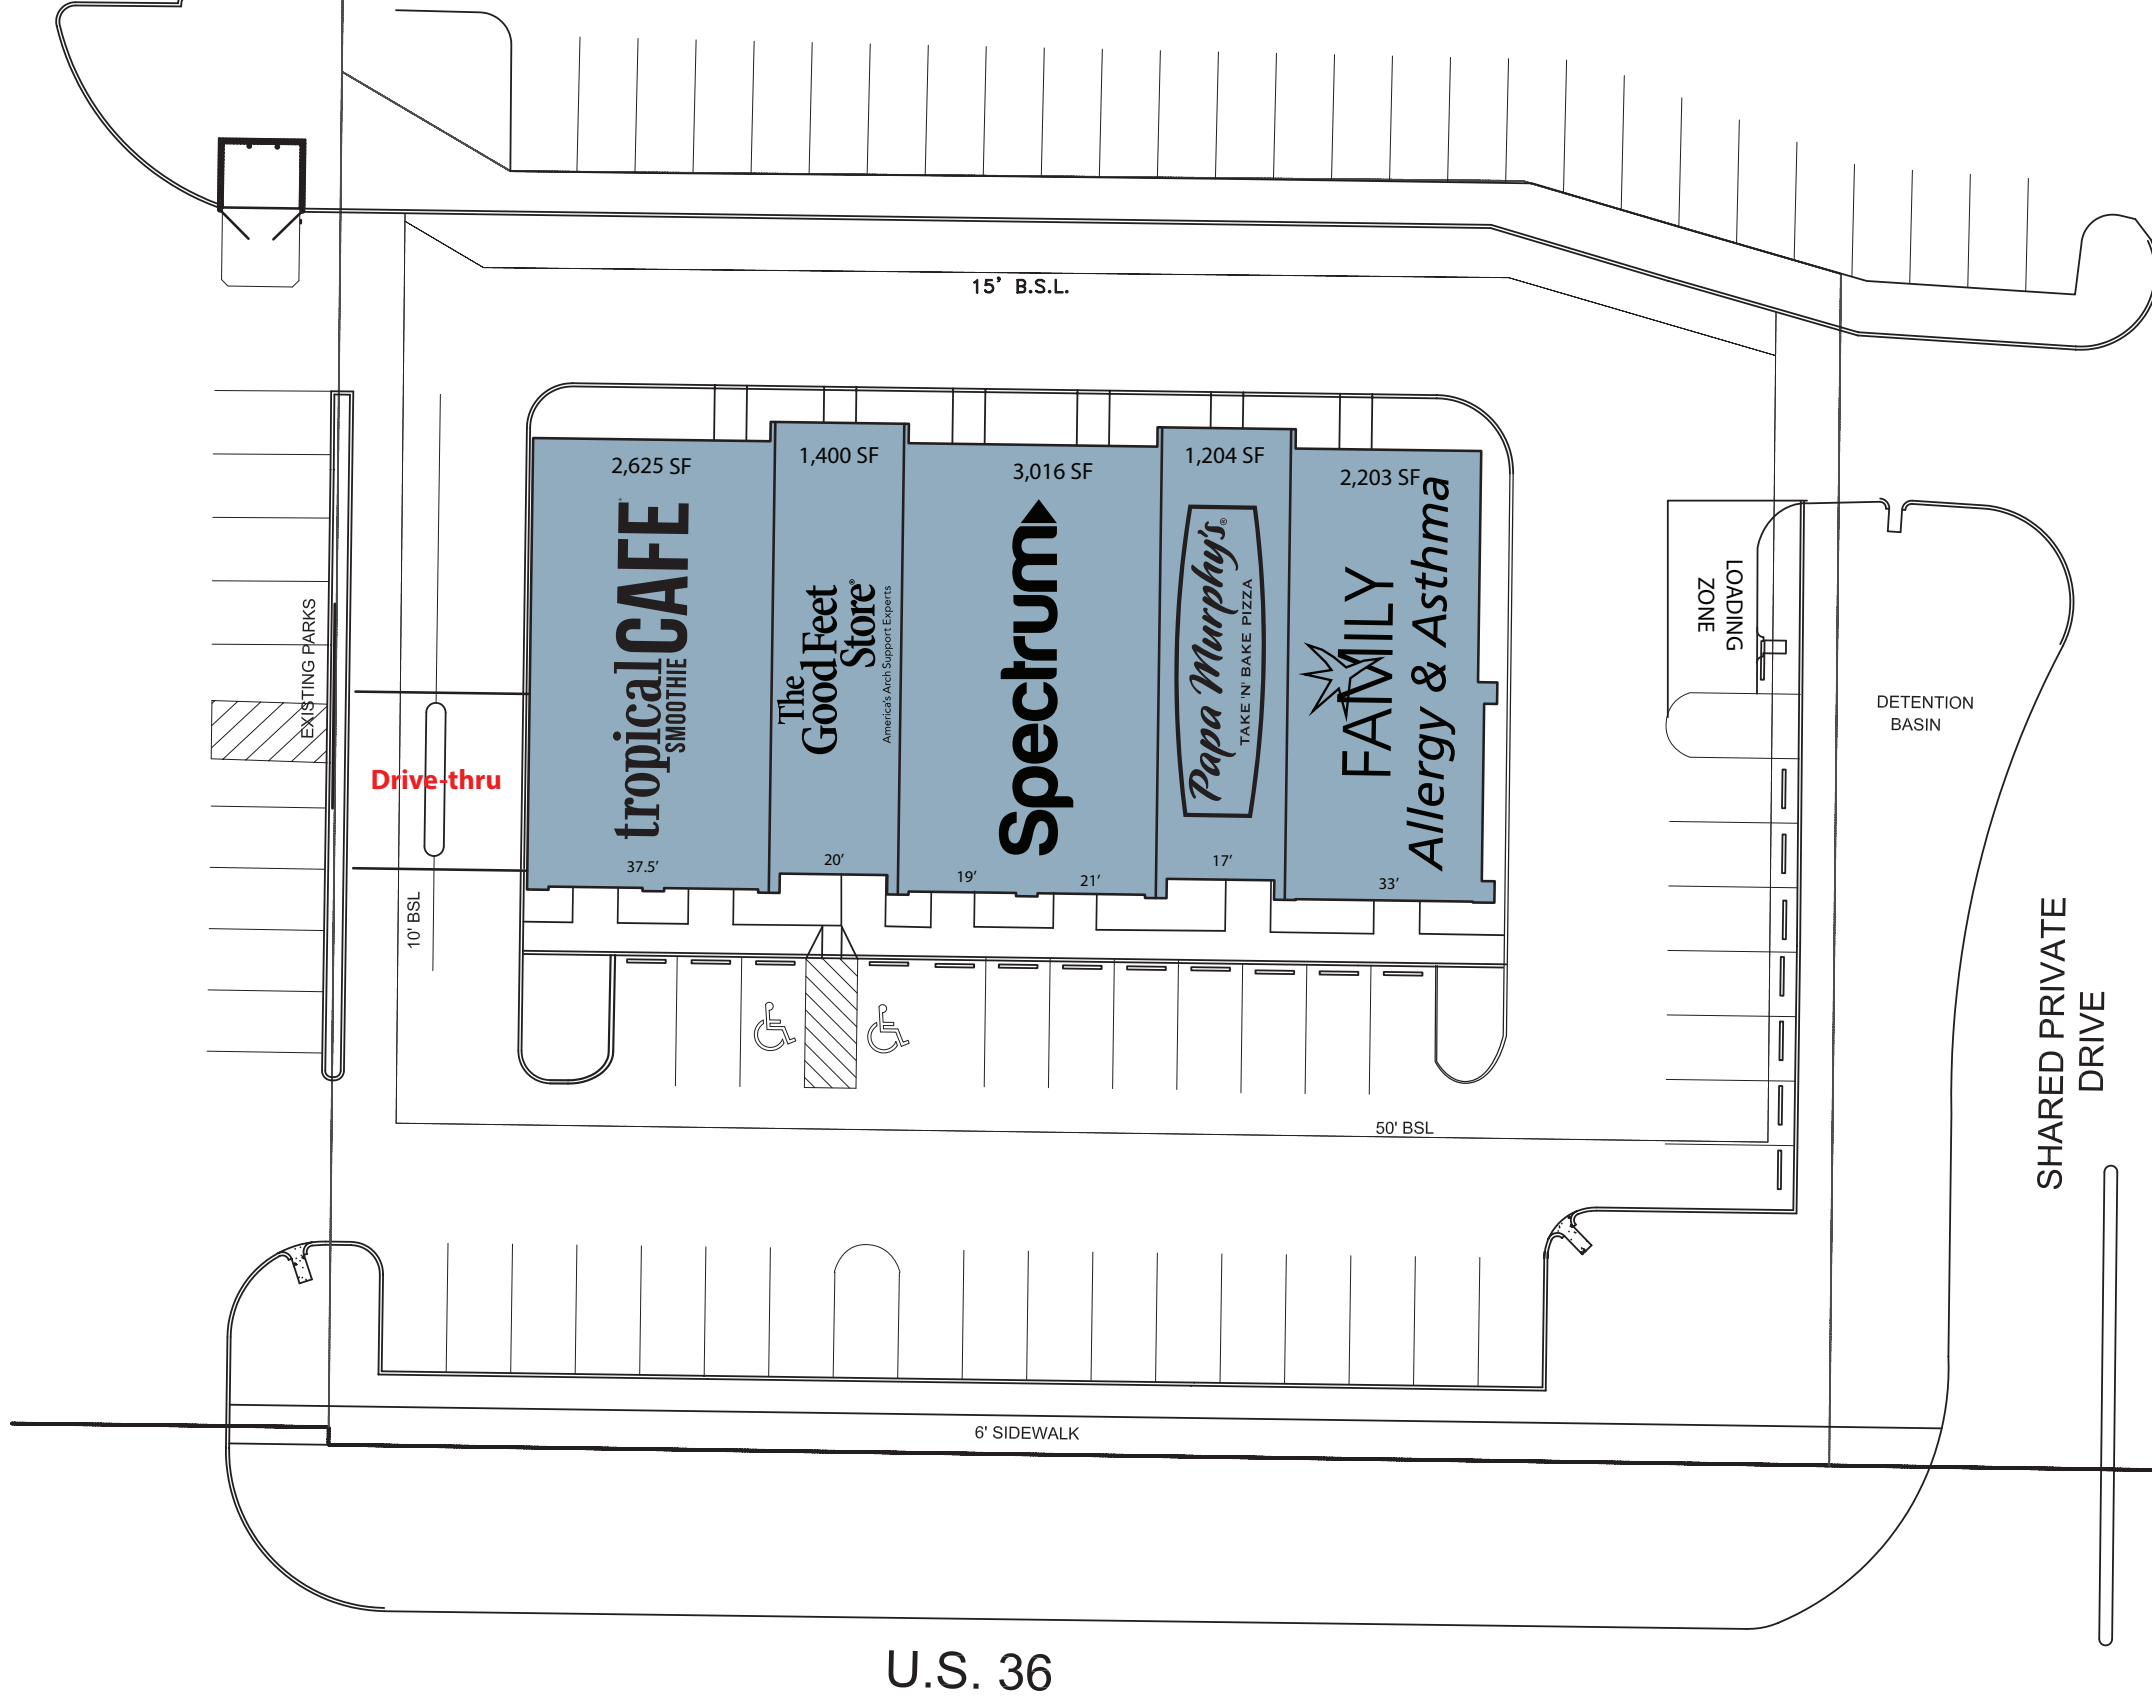 15' B.S.L.
2,625 SF
tropical
SMOOTHIE
CAFE
37.5'
1,400 SF
The
GoodFeet
Store®
America's Arch Support Experts
20'
3,016 SF
Spectrum
19'
21'
1,204 SF
Papa Murphy's®
TAKE 'N' BAKE PIZZA
17'
2,203 SF
FAMILY
Allergy & Asthma
33'
EXISTING PARKS
Drive-thru
10' BSL
LOADING
ZONE
DETENTION
BASIN
50' BSL
SHARED PRIVATE
DRIVE
6' SIDEWALK
U.S. 36